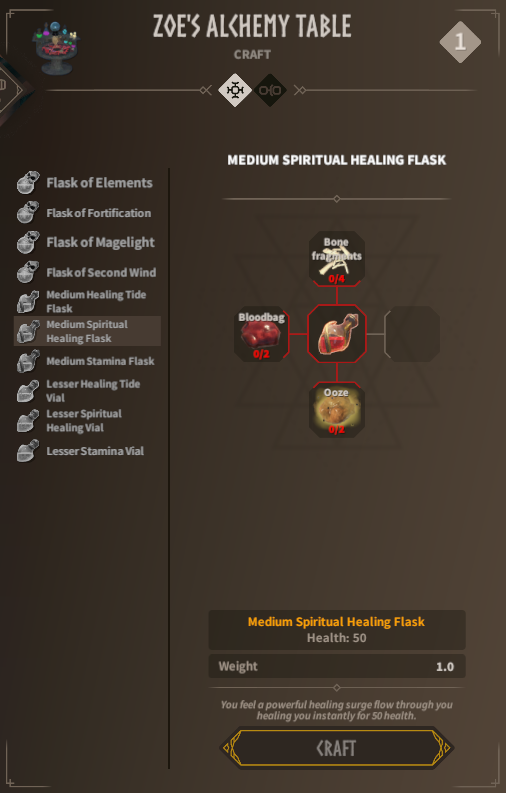 ZOE'S ALCHEMY TABLE
CRAFT
1
MEDIUM SPIRITUAL HEALING FLASK
Flask of Elements
Flask of Fortification
Flask of Magelight
Flask of Second Wind
Medium Healing Tide
Flask
Medium Spiritual
Healing Flask
Medium Stamina Flask
Lesser Healing Tide
Vial
Lesser Spiritual
Healing Vial
Lesser Stamina Vial
Bone
fragments
0/4
Bloodbag
0/2
Ooze
0/2
Medium Spiritual Healing Flask
Health: 50
Weight 1.0
You feel a powerful healing surge flow through you
healing you instantly for 50 health.
CRAFT